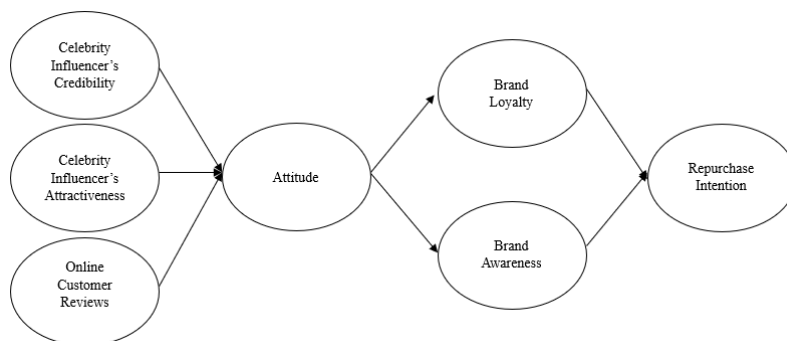 Celebrity
Influencer's
Credibility
Celebrity
Influencer's
Attractiveness
Online
Customer
Reviews
Attitude
Brand
Loyalty
Brand
Awareness
Repurchase
Intention